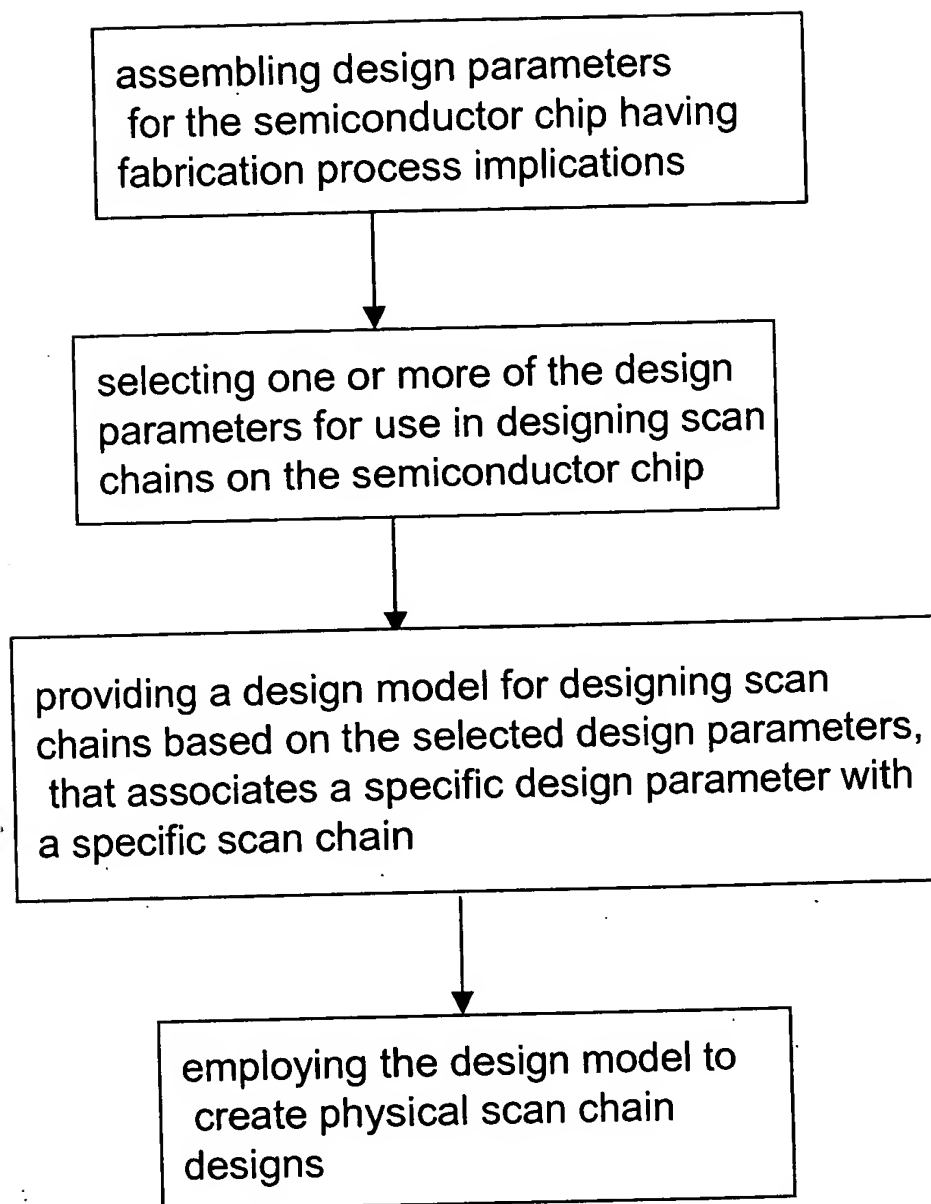 assembling design parameters
for the semiconductor chip having
fabrication process implications
selecting one or more of the design
parameters for use in designing scan
chains on the semiconductor chip
providing a design model for designing scan
chains based on the selected design parameters,
that associates a specific design parameter with
a specific scan chain
employing the design model to
create physical scan chain
designs